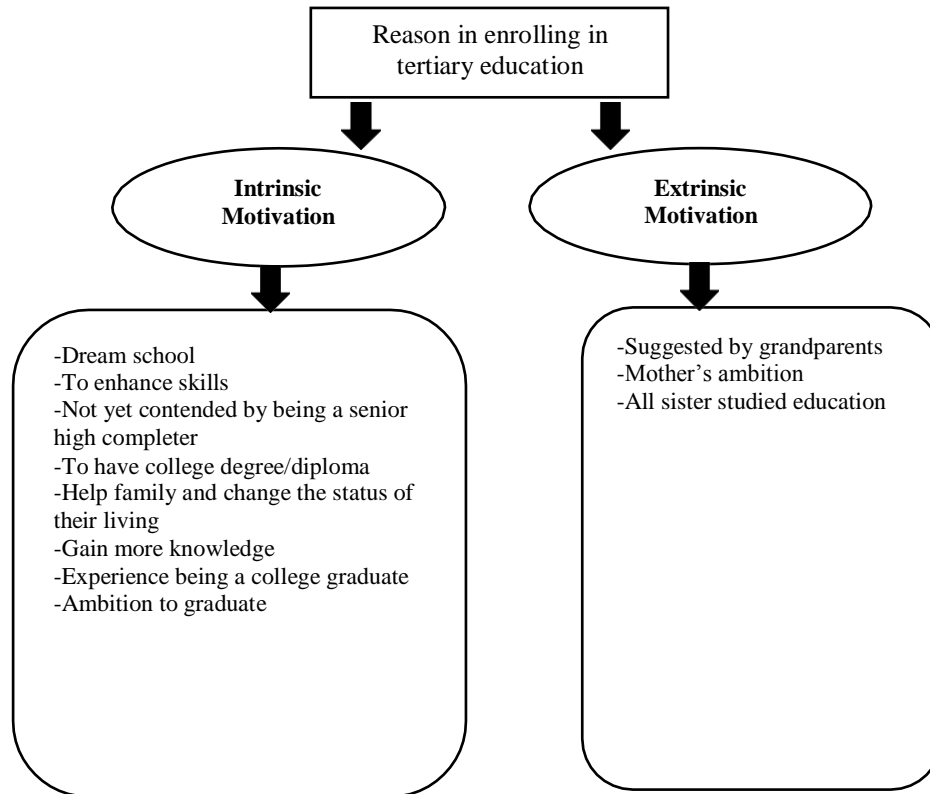 Reason in enrolling in
tertiary education
Intrinsic
Motivation
Extrinsic
Motivation
-Dream school
-To enhance skills
-Not yet contended by being a senior
high completer
-To have college degree/diploma
-Help family and change the status of
their living
-Gain more knowledge
-Experience being a college graduate
-Ambition to graduate
-Suggested by grandparents
-Mother’s ambition
-All sister studied education